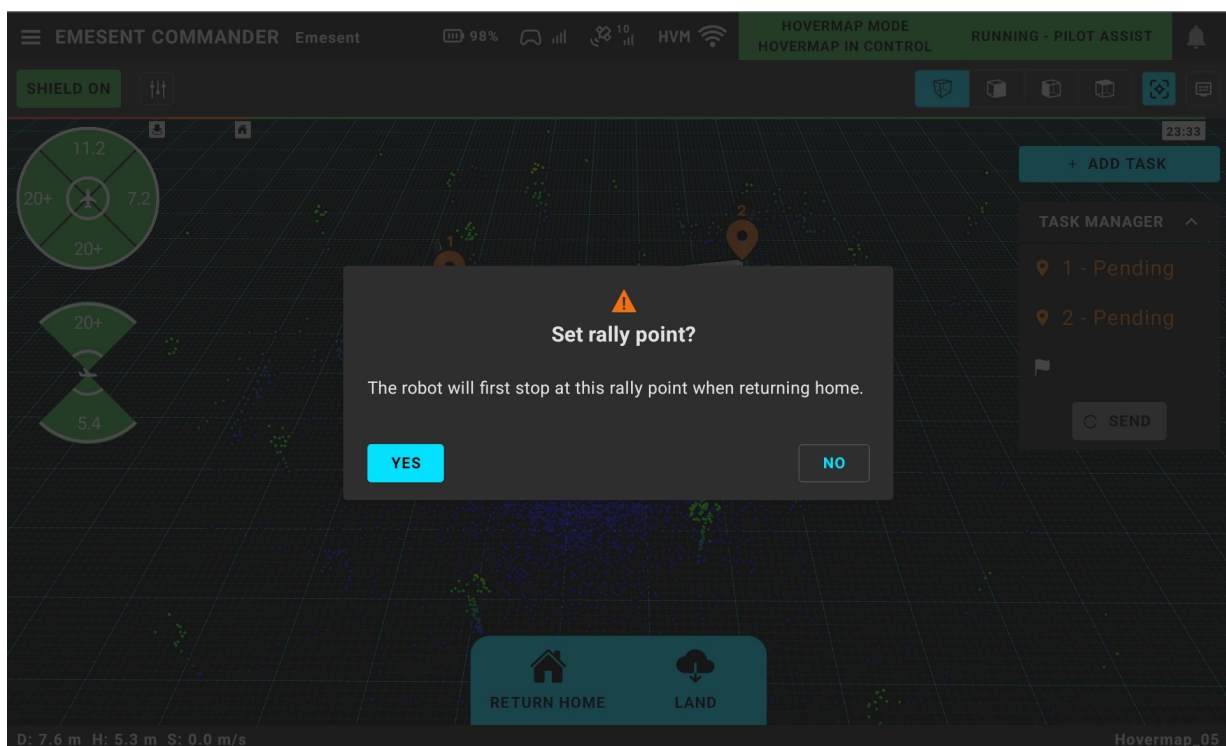 EMESENT COMMANDER Emesent 98% 10 HVM
HOVERMAP MODE
HOVERMAP IN CONTROL
RUNNING - PILOT ASSIST
SHIELD ON
23:33
11.2
20+ 7.2
20+
+ ADD TASK
TASK MANAGER
1 - Pending
2 - Pending
SEND
1
2
20+
5.4
Set rally point?
The robot will first stop at this rally point when returning home.
YES NO
RETURN HOME LAND
D: 7.6 m H: 5.3 m S: 0.0 m/s Hovermap_05